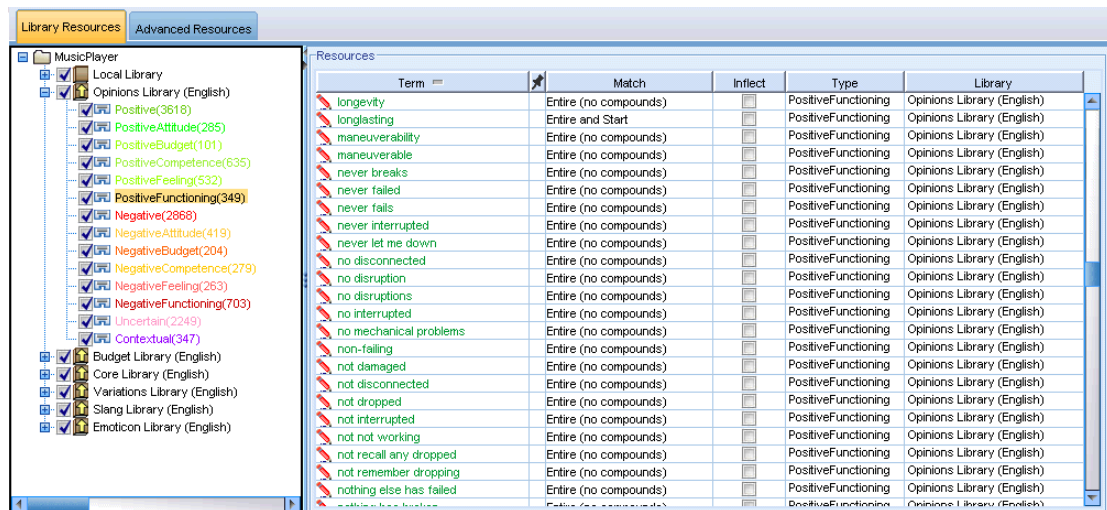 Library Resources Advanced Resources
MusicPlayer
Local Library
Opinions Library (English)
Positive(3618)
PositiveAttitude(285)
PositiveBudget(101)
PositiveCompetence(635)
PositiveFeeling(532)
PositiveFunctioning(349)
Negative(2868)
NegativeAttitude(419)
NegativeBudget(204)
NegativeCompetence(279)
NegativeFeeling(263)
NegativeFunctioning(703)
Uncertain(2249)
Contextual(347)
Budget Library (English)
Core Library (English)
Variations Library (English)
Slang Library (English)
Emoticon Library (English)
Resources
Term Match Inflect Type Library
longevity Entire (no compounds) PositiveFunctioning Opinions Library (English)
longlasting Entire and Start PositiveFunctioning Opinions Library (English)
maneuverability Entire (no compounds) PositiveFunctioning Opinions Library (English)
maneuverable Entire (no compounds) PositiveFunctioning Opinions Library (English)
never breaks Entire (no compounds) PositiveFunctioning Opinions Library (English)
never failed Entire (no compounds) PositiveFunctioning Opinions Library (English)
never fails Entire (no compounds) PositiveFunctioning Opinions Library (English)
never interrupted Entire (no compounds) PositiveFunctioning Opinions Library (English)
never let me down Entire (no compounds) PositiveFunctioning Opinions Library (English)
no disconnected Entire (no compounds) PositiveFunctioning Opinions Library (English)
no disruption Entire (no compounds) PositiveFunctioning Opinions Library (English)
no disruptions Entire (no compounds) PositiveFunctioning Opinions Library (English)
no interrupted Entire (no compounds) PositiveFunctioning Opinions Library (English)
no mechanical problems Entire (no compounds) PositiveFunctioning Opinions Library (English)
non-failing Entire (no compounds) PositiveFunctioning Opinions Library (English)
not damaged Entire (no compounds) PositiveFunctioning Opinions Library (English)
not disconnected Entire (no compounds) PositiveFunctioning Opinions Library (English)
not dropped Entire (no compounds) PositiveFunctioning Opinions Library (English)
not interrupted Entire (no compounds) PositiveFunctioning Opinions Library (English)
not not working Entire (no compounds) PositiveFunctioning Opinions Library (English)
not recall any dropped Entire (no compounds) PositiveFunctioning Opinions Library (English)
not remember dropping Entire (no compounds) PositiveFunctioning Opinions Library (English)
nothing else has failed Entire (no compounds) PositiveFunctioning Opinions Library (English)